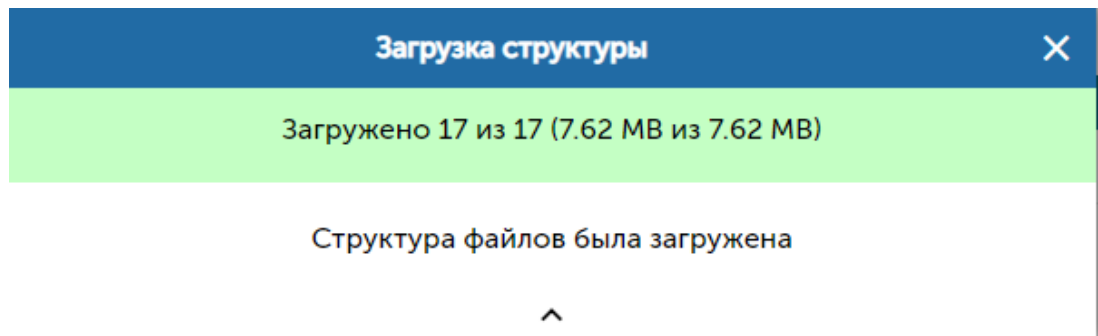 Загрузка структуры
Загружено 17 из 17 (7.62 MB из 7.62 MB)
Структура файлов была загружена